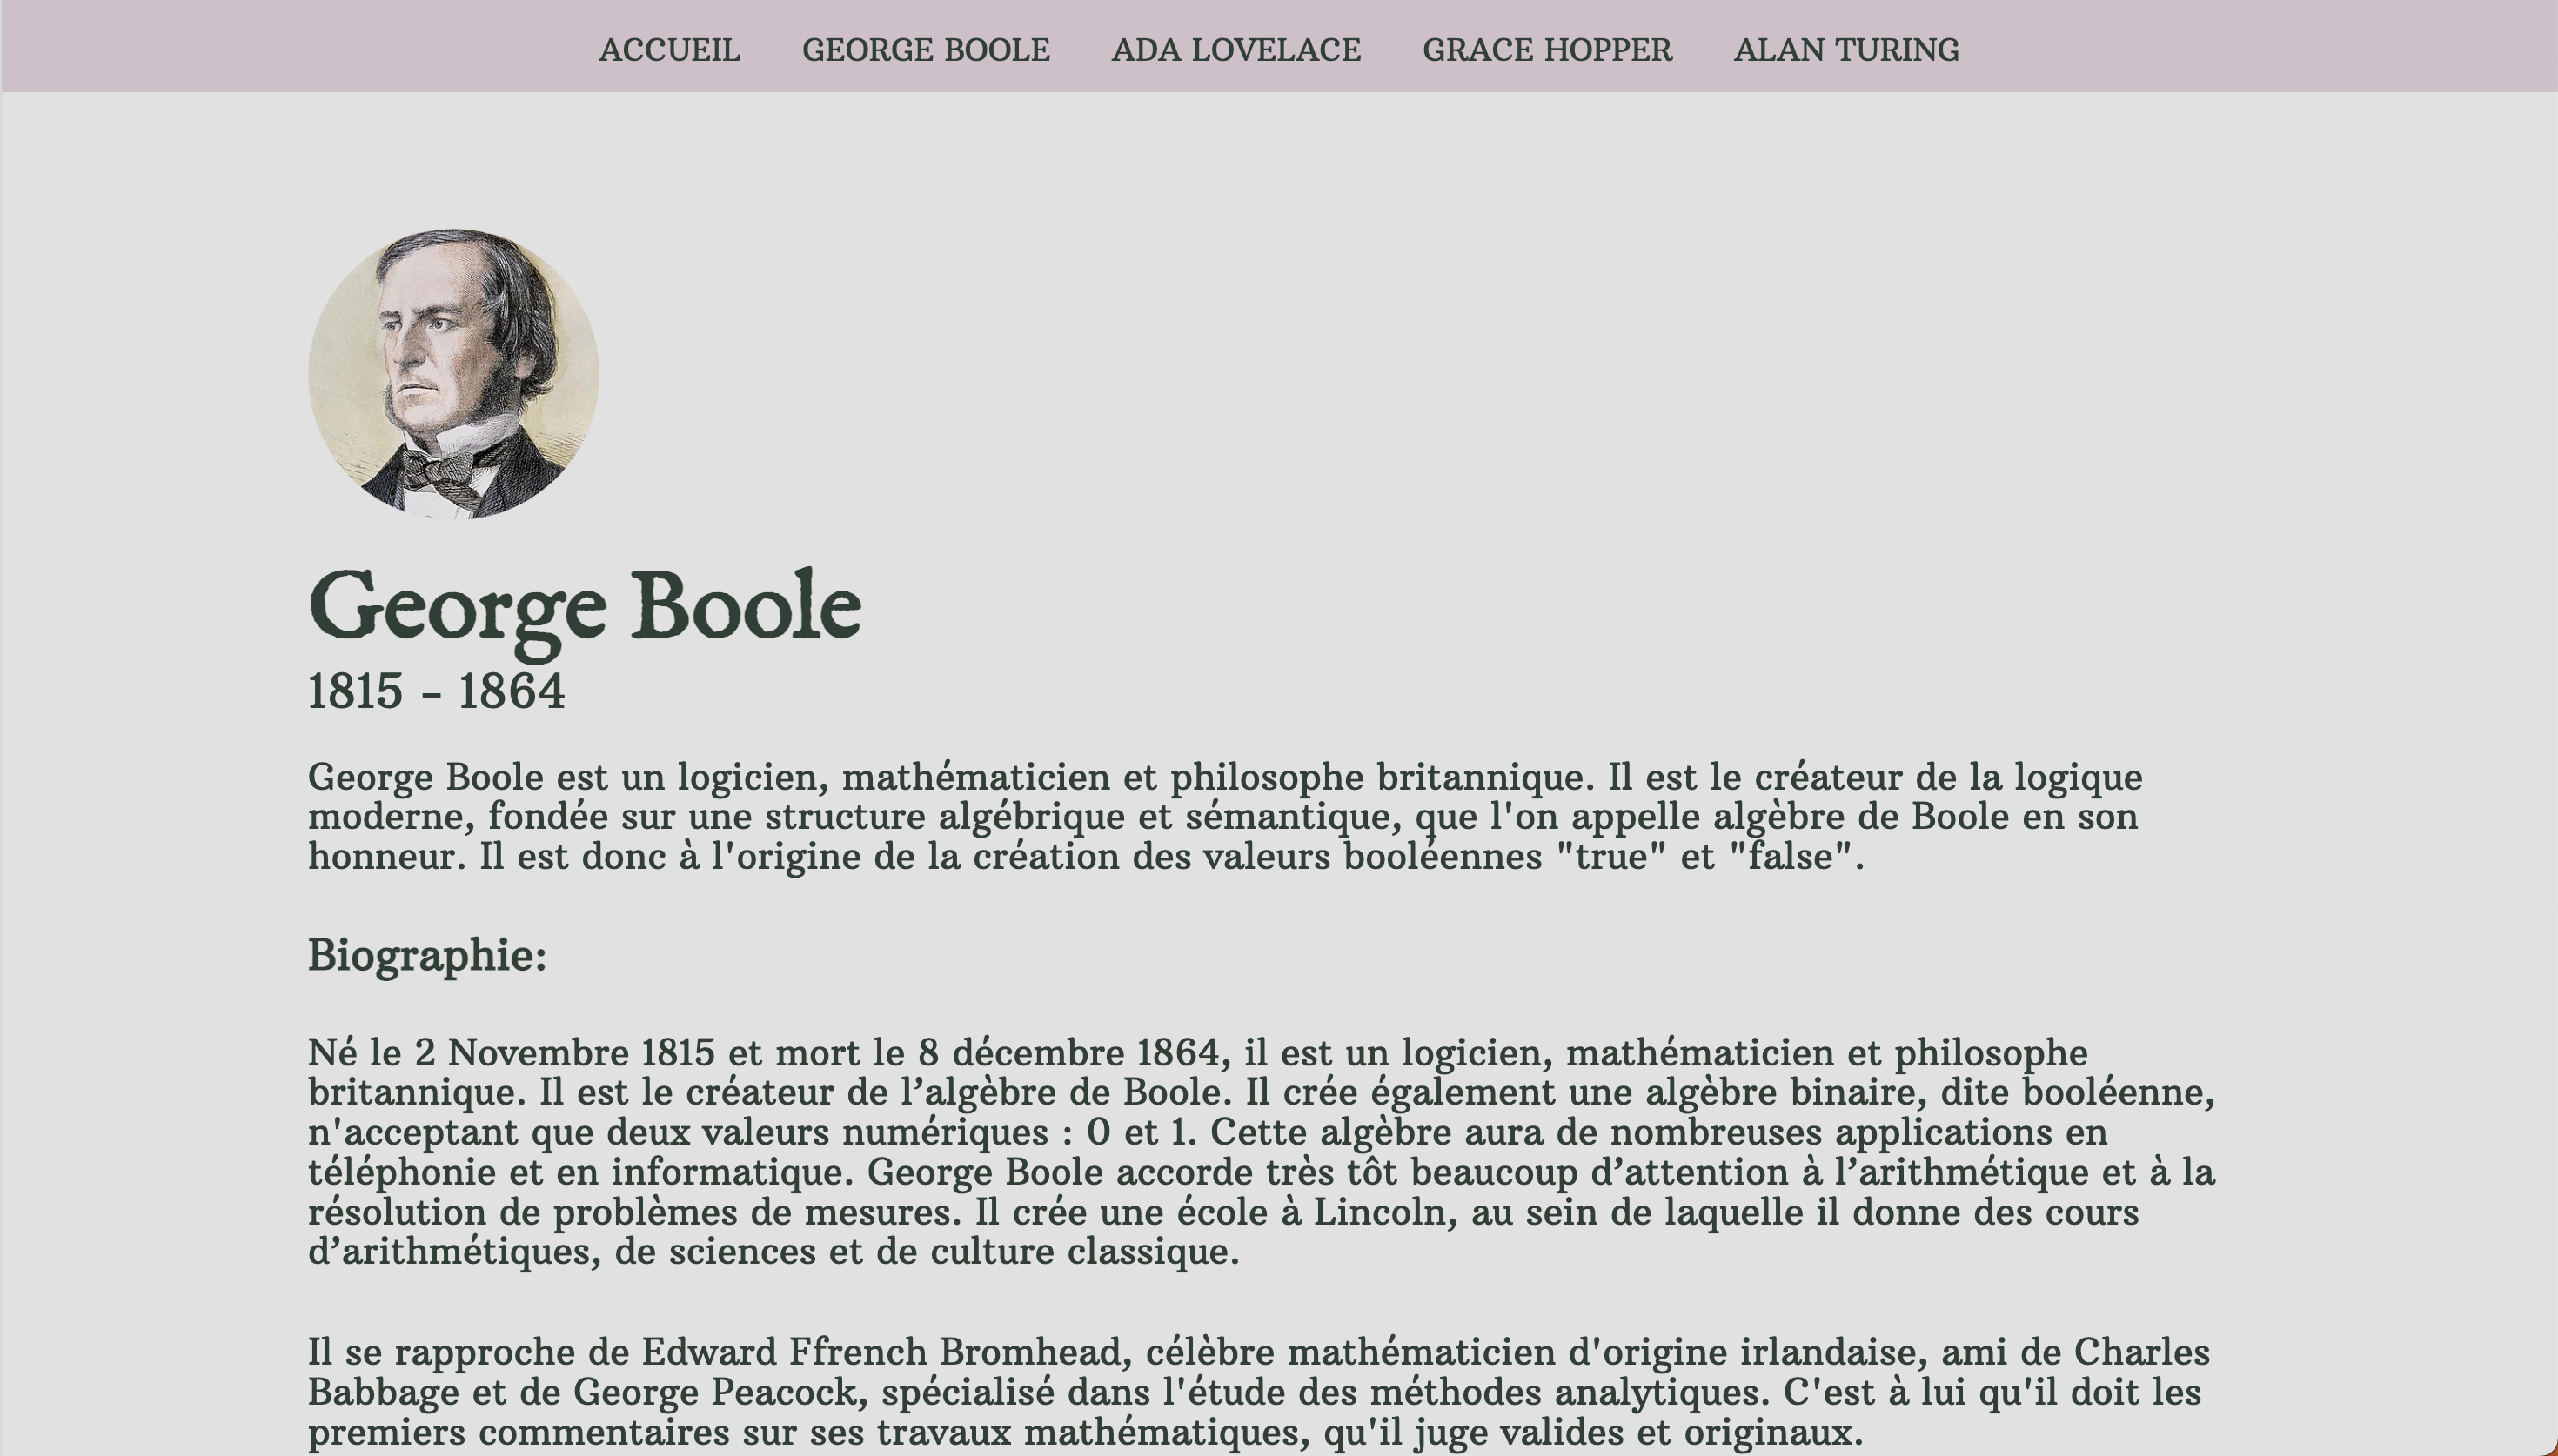 ACCUEIL GEORGE BOOLE ADA LOVELACE GRACE HOPPER ALAN TURING
George Boole
1815 - 1864
George Boole est un logicien, mathématicien et philosophe britannique. Il est le créateur de la logique
moderne, fondée sur une structure algébrique et sémantique, que l'on appelle algèbre de Boole en son
honneur. Il est donc à l'origine de la création des valeurs booléennes "true" et "false".
Biographie:
Né le 2 Novembre 1815 et mort le 8 décembre 1864, il est un logicien, mathématicien et philosophe
britannique. Il est le créateur de l’algèbre de Boole. Il crée également une algèbre binaire, dite booléenne,
n'acceptant que deux valeurs numériques : 0 et 1. Cette algèbre aura de nombreuses applications en
téléphonie et en informatique. George Boole accorde très tôt beaucoup d’attention à l’arithmétique et à la
résolution de problèmes de mesures. Il crée une école à Lincoln, au sein de laquelle il donne des cours
d’arithmétiques, de sciences et de culture classique.
Il se rapproche de Edward Ffrench Bromhead, célèbre mathématicien d'origine irlandaise, ami de Charles
Babbage et de George Peacock, spécialisé dans l'étude des méthodes analytiques. C'est à lui qu'il doit les
premiers commentaires sur ses travaux mathématiques, qu'il juge valides et originaux.